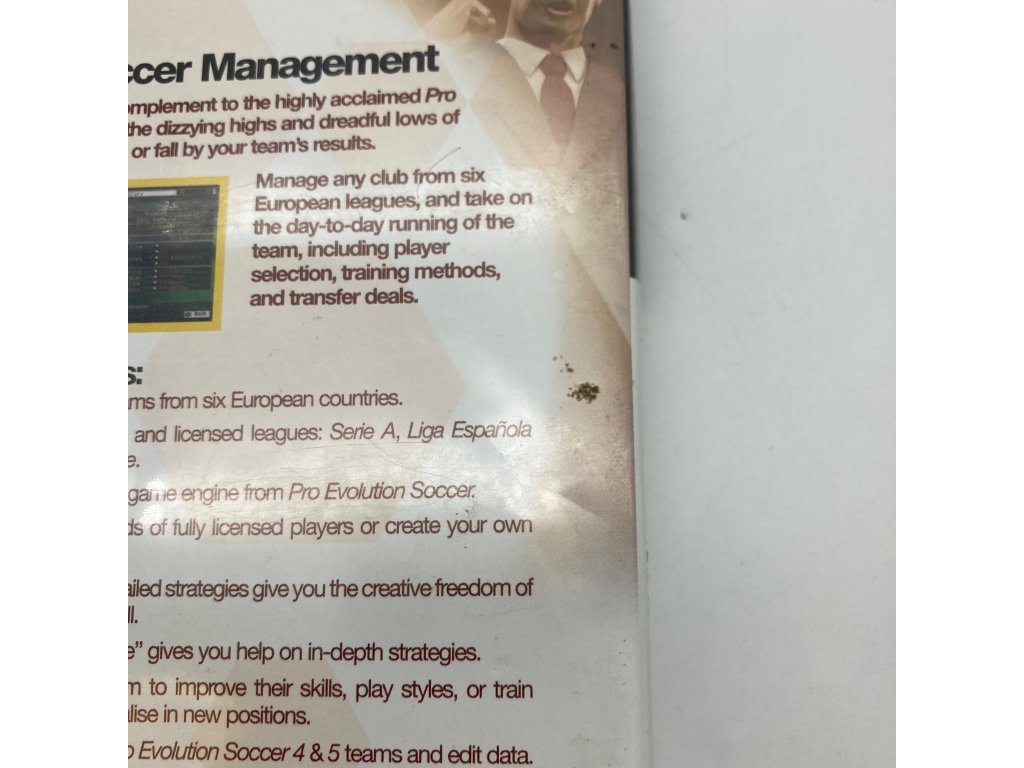 ccer Management
omplement to the highly acclaimed Pro
the dizzying highs and dreadful lows of
or fall by your team's results.
Manage any club from six
European leagues, and take on
the day-to-day running of the
team, including player
selection, training methods,
and transfer deals.
s:
ms from six European countries.
and licensed leagues: Serie A, Liga Española
e.
game engine from Pro Evolution Soccer.
ds of fully licensed players or create your own
ailed strategies give you the creative freedom of
ll.
e" gives you help on in-depth strategies.
m to improve their skills, play styles, or train
alise in new positions.
o Evolution Soccer 4 & 5 teams and edit data.